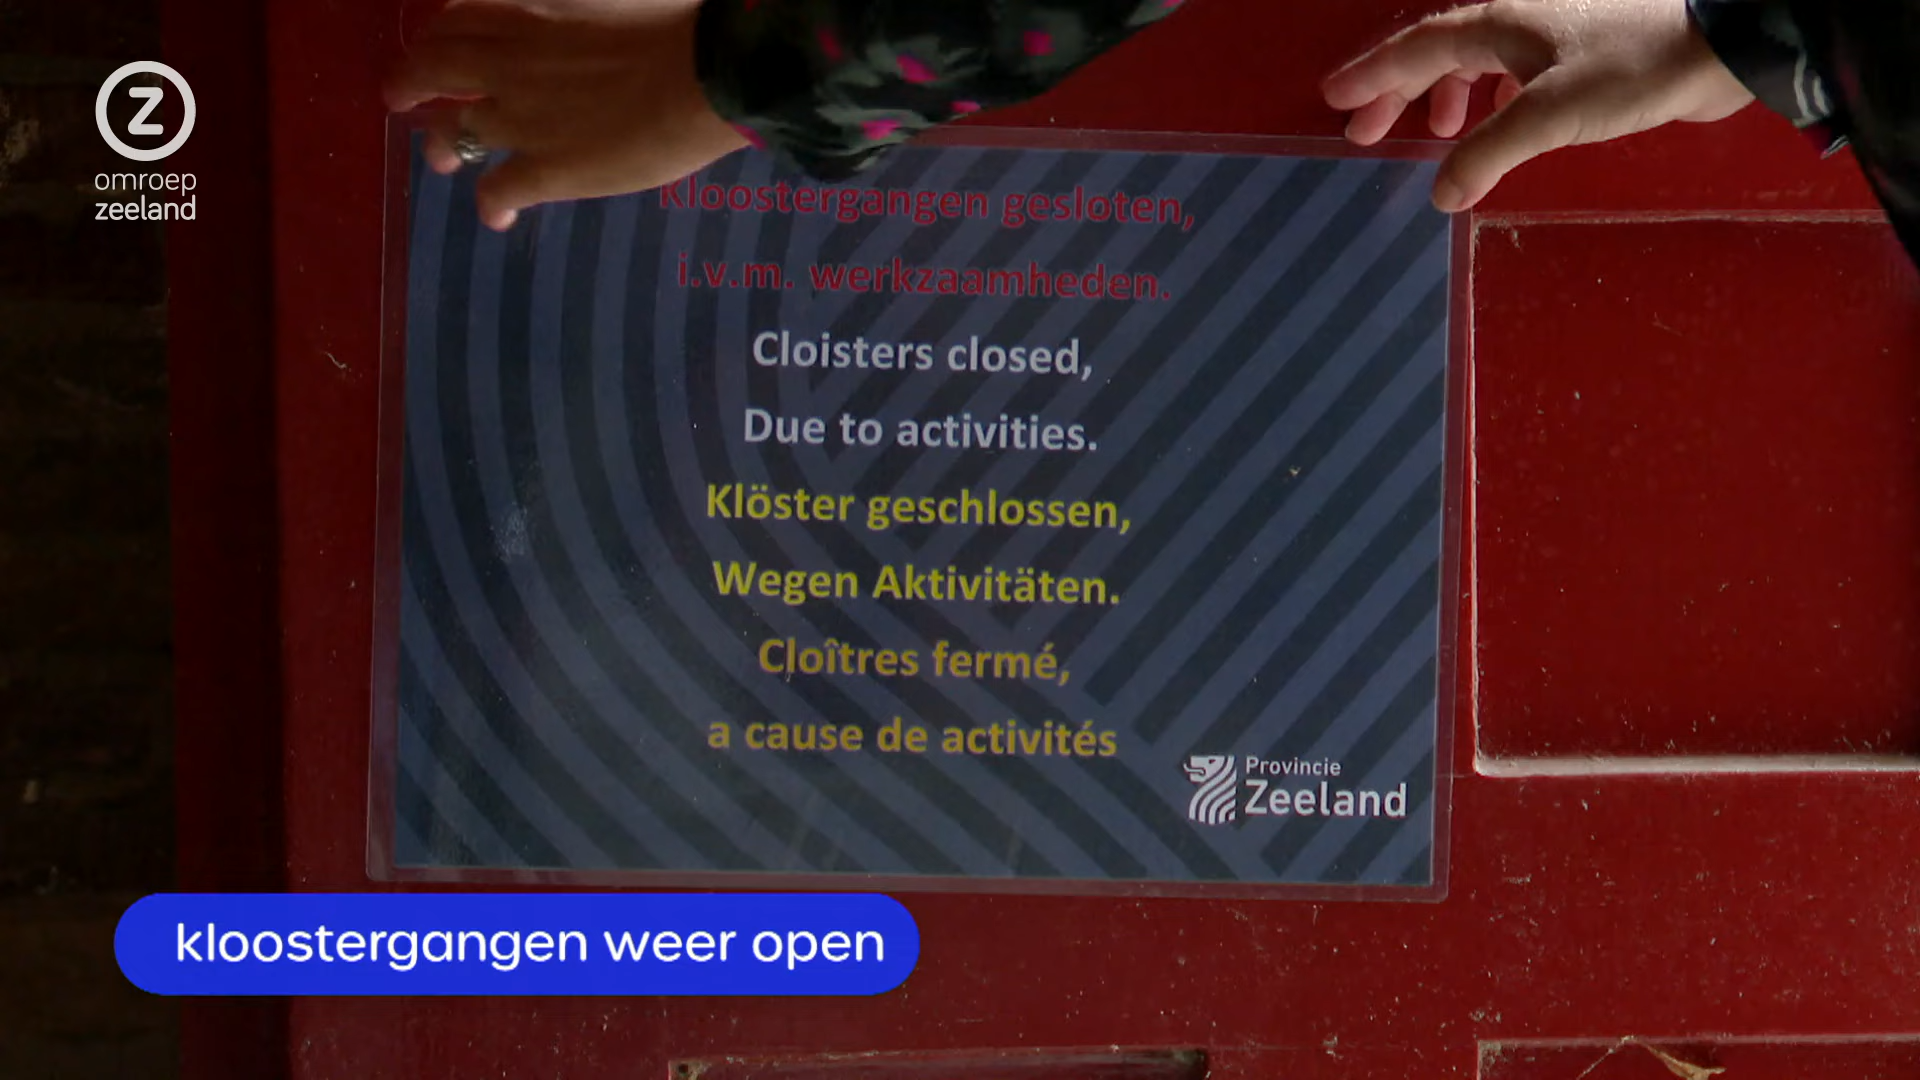 Z
omroep
zeeland
Kloostergangen gesloten,
i.v.m. werkzaamheden.
Cloisters closed,
Due to activities.
Klöster geschlossen,
Wegen Aktivitäten.
Cloîtres fermé,
a cause de activités
Provincie
Zeeland
kloostergangen weer open